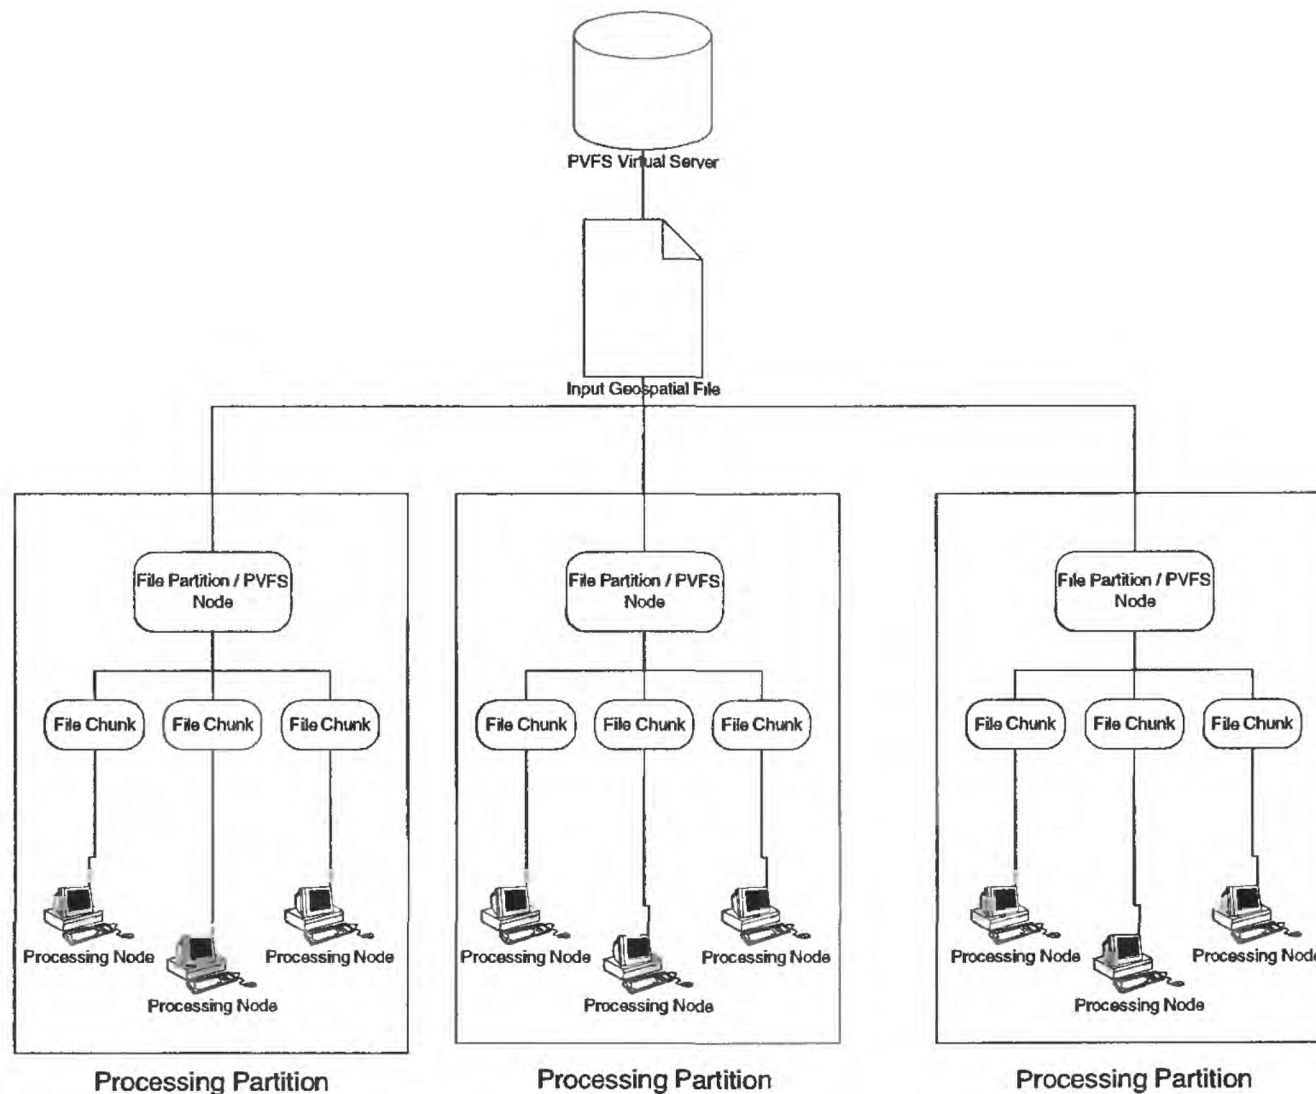 PVFS Virtual Server
Input Geospatial File
File Partition / PVFS
Node
File Partition / PVFS
Node
File Partition / PVFS
Node
File Chunk
File Chunk
File Chunk
File Chunk
File Chunk
File Chunk
File Chunk
File Chunk
File Chunk
Processing Node
Processing Node
Processing Node
Processing Node
Processing Node
Processing Node
Processing Node
Processing Node
Processing Node
Processing Partition
Processing Partition
Processing Partition